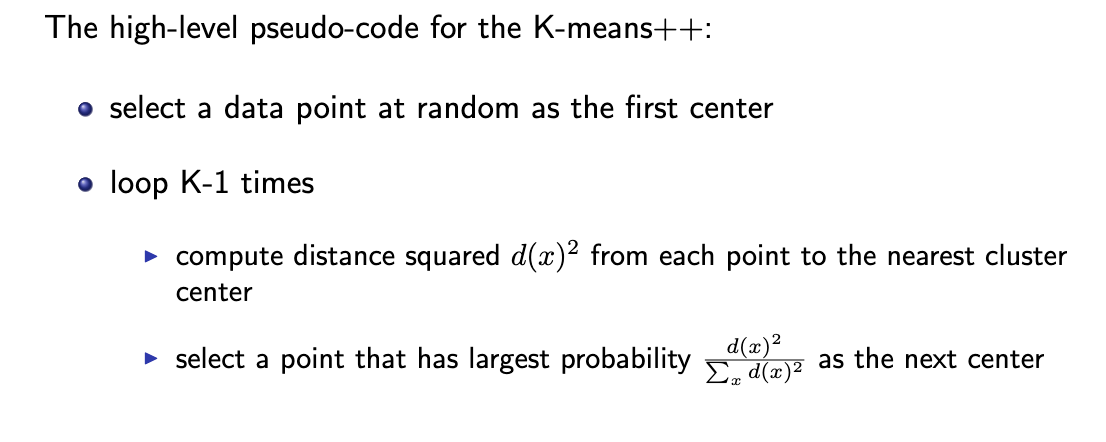 The high-level pseudo-code for the K-means++:
select a data point at random as the first center
loop K-1 times
compute distance squared d(x)² from each point to the nearest cluster
center
select a point that has largest probability d(x)²/∑ₓ d(x)² as the next center